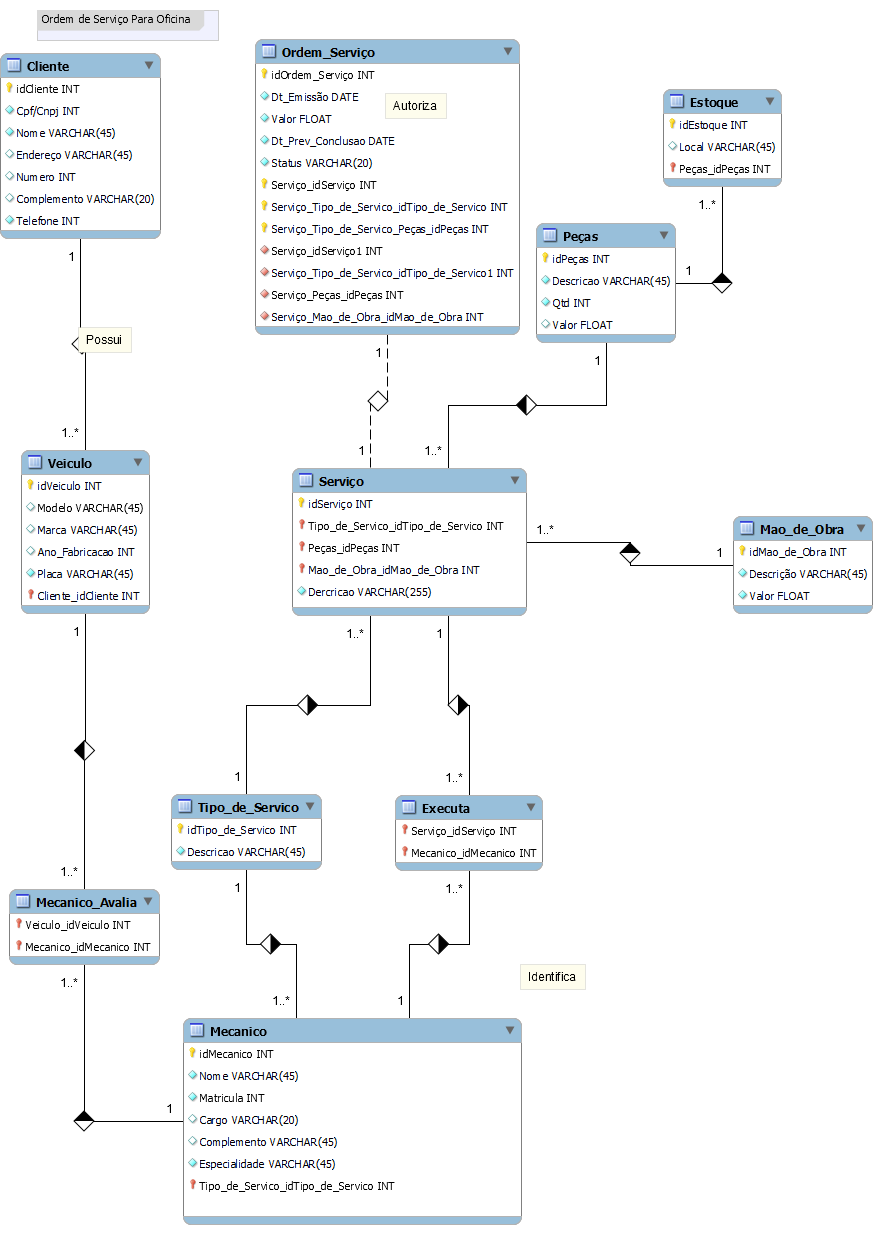 Ordem de Serviço Para Oficina
Cliente
idCliente INT
Cpf/Cnpj INT
Nome VARCHAR(45)
Endereço VARCHAR(45)
Numero INT
Complemento VARCHAR(20)
Telefone INT
1
Possui
1..*
Ordem_Serviço
idOrdem_Serviço INT
Dt_Emissão DATE
Valor FLOAT
Dt_Prev_Conclusao DATE
Status VARCHAR(20)
Serviço_idServiço INT
Serviço_Tipo_de_Servico_idTipo_de_Servico INT
Serviço_Tipo_de_Servico_Peças_idPeças INT
Serviço_idServiço1 INT
Serviço_Tipo_de_Servico_idTipo_de_Servico1 INT
Serviço_Peças_idPeças INT
Serviço_Mao_de_Obra_idMao_de_Obra INT
Autoriza
1
1
Estoque
idEstoque INT
Local VARCHAR(45)
Peças_idPeças INT
1..*
1
Peças
idPeças INT
Descricao VARCHAR(45)
Qtd INT
Valor FLOAT
1
1..*
Veiculo
idVeiculo INT
Modelo VARCHAR(45)
Marca VARCHAR(45)
Ano_Fabricacao INT
Placa VARCHAR(45)
Cliente_idCliente INT
1
1..*
Serviço
idServiço INT
Tipo_de_Servico_idTipo_de_Servico INT
Peças_idPeças INT
Mao_de_Obra_idMao_de_Obra INT
Dercricao VARCHAR(255)
1..*
1
Mao_de_Obra
idMao_de_Obra INT
Descrição VARCHAR(45)
Valor FLOAT
1..*
1
1
1..*
Tipo_de_Servico
idTipo_de_Servico INT
Descricao VARCHAR(45)
1
1..*
Executa
Serviço_idServiço INT
Mecanico_idMecanico INT
1..*
1
Mecanico_Avalia
Veiculo_idVeiculo INT
Mecanico_idMecanico INT
1..*
1
Identifica
Mecanico
idMecanico INT
Nome VARCHAR(45)
Matricula INT
Cargo VARCHAR(20)
Complemento VARCHAR(45)
Especialidade VARCHAR(45)
Tipo_de_Servico_idTipo_de_Servico INT